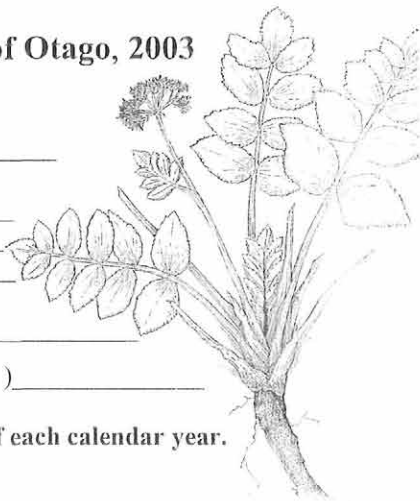 of Otago, 2003
)
f each calendar year.